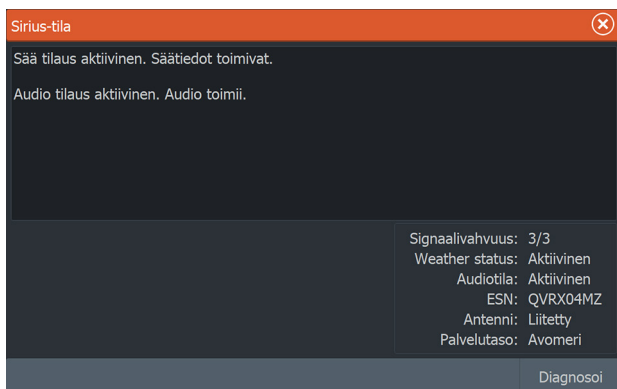 Sirius-tila
Sää tilaus aktiivinen. Säätiedot toimivat.
Audio tilaus aktiivinen. Audio toimii.
Signaalivahvuus: 3/3
Weather status: Aktiivinen
Audiotila: Aktiivinen
ESN: QVRX04MZ
Antenni: Liitetty
Palvelutaso: Avomeri
Diagnosoi